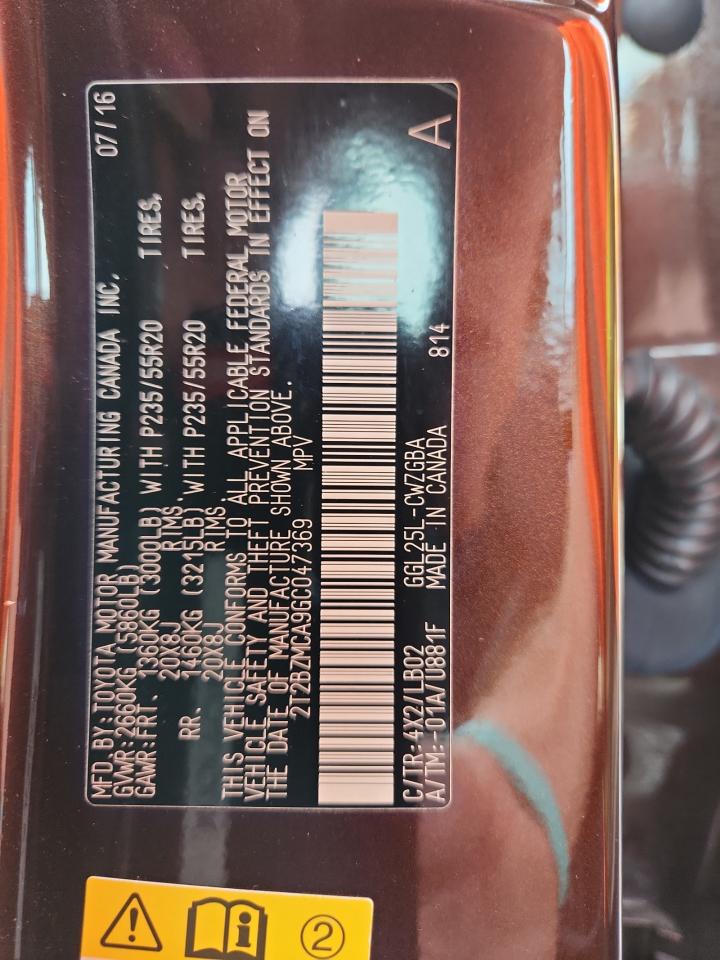 MFD. BY: TOYOTA MOTOR MANUFACTURING CANADA INC. 07/16
GVWR: 2660KG (5860LB)
GAWR: FRT. 1360KG (3000LB) WITH P235/55R20 TIRES,
20X8J RIMS.
RR. 1460KG (3215LB) WITH P235/55R20 TIRES,
20X8J RIMS
THIS VEHICLE CONFORMS TO ALL APPLICABLE FEDERAL MOTOR
VEHICLE SAFETY AND THEFT PREVENTION STANDARDS IN EFFECT ON
THE DATE OF MANUFACTURE SHOWN ABOVE.
2T2BZMCA9GC047369 MPV
C/TR:4X2/LB02 GGL25L-CWZGBA A
A/TM:-01A/U881F MADE IN CANADA 814
2